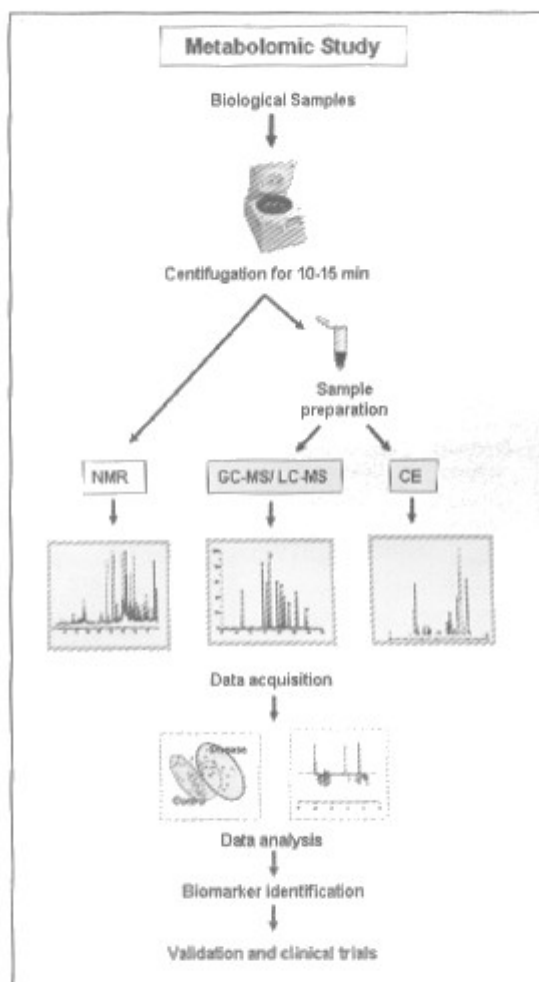 Metabolomic Study
Biological Samples
Centifugation for 10-15 min
Sample
preparation
NMR
GC-MS/ LC-MS
CE
Data acquisition
Disease
Control
Data analysis
Biomarker identification
Validation and clinical trials